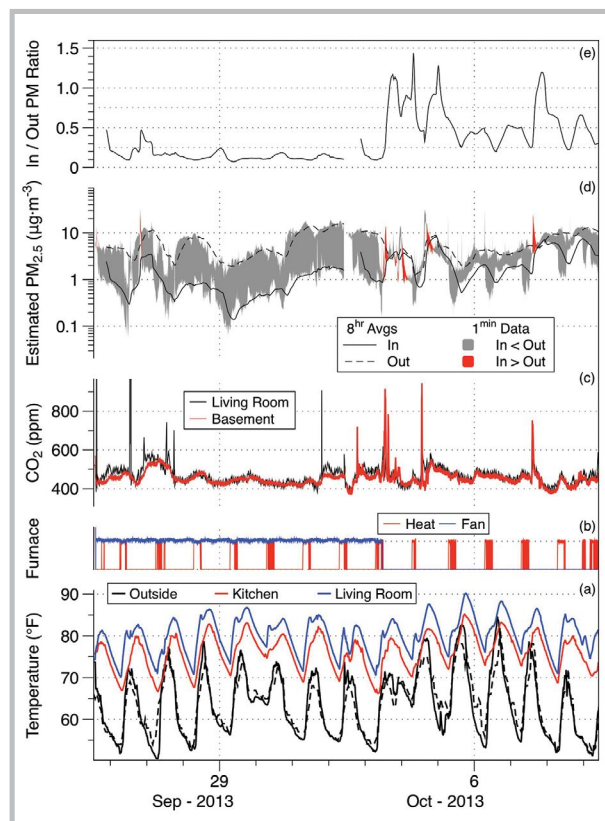 1.5
1.0
0.5
0
In / Out PM Ratio
(e)
10
1
0.1
Estimated PM2.5 (µg·m-3)
(d)
8hr Avgs 1min Data
In In < Out
Out In > Out
800
600
400
CO2 (ppm)
(c)
Living Room
Basement
Furnace
(b)
Heat Fan
90
80
70
60
Temperature (°F)
(a)
Outside Kitchen Living Room
29 6
Sep - 2013 Oct - 2013